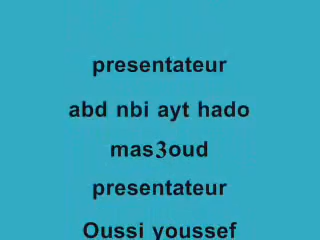 presentateur
abd nbi ayt hado
mas3oud
presentateur
Oussi youssef